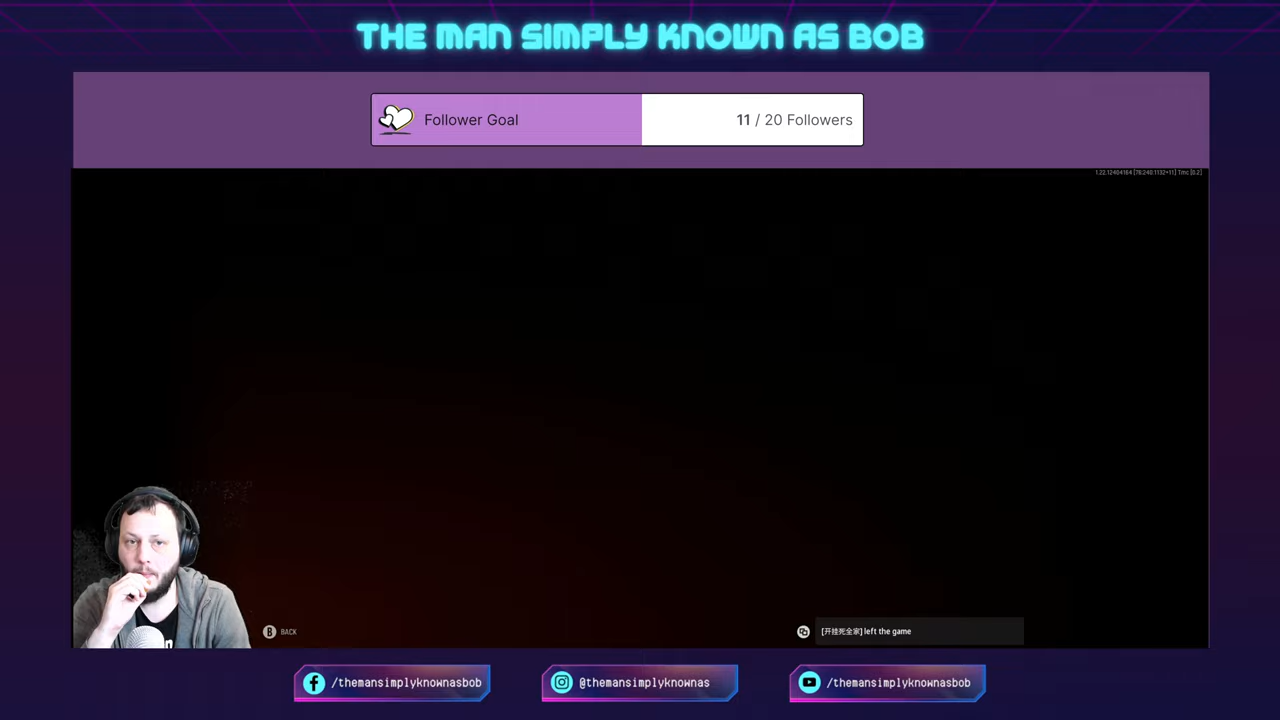 THE MAN SIMPLY KNOWN AS BOB
Follower Goal
11 / 20 Followers
B BACK
[开挂死全家] left the game
/themansimplyknownasbob
@themansimplyknownas
/themansimplyknownasbob